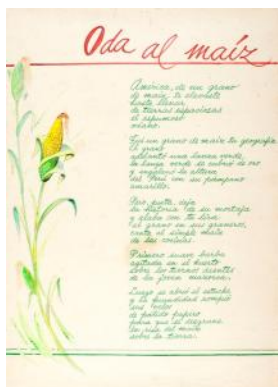 Oda al maíz
América, de un grano
de maíz te elevaste
hasta llenar
de tierras espaciosas
el espumoso
océano.
Fue un grano de maíz tu geografía.
El grano
adelantó una lanza verde,
la lanza verde se cubrió de oro
y engalanó la altura
del Perú con su pámpano
amarillo.
Pero, poeta, deja
la historia en su mortaja
y alaba con tu lira
al grano en sus graneros:
canta al simple maíz
de las cocinas.
Primero suave barba
agitada en el huerto
sobre los tiernos dientes
de la joven mazorca.
Luego se abrió el estuche
y la fecundidad rompió
sus velos
de pálido papiro
para que se desgrane
la risa del maíz
sobre la tierra.